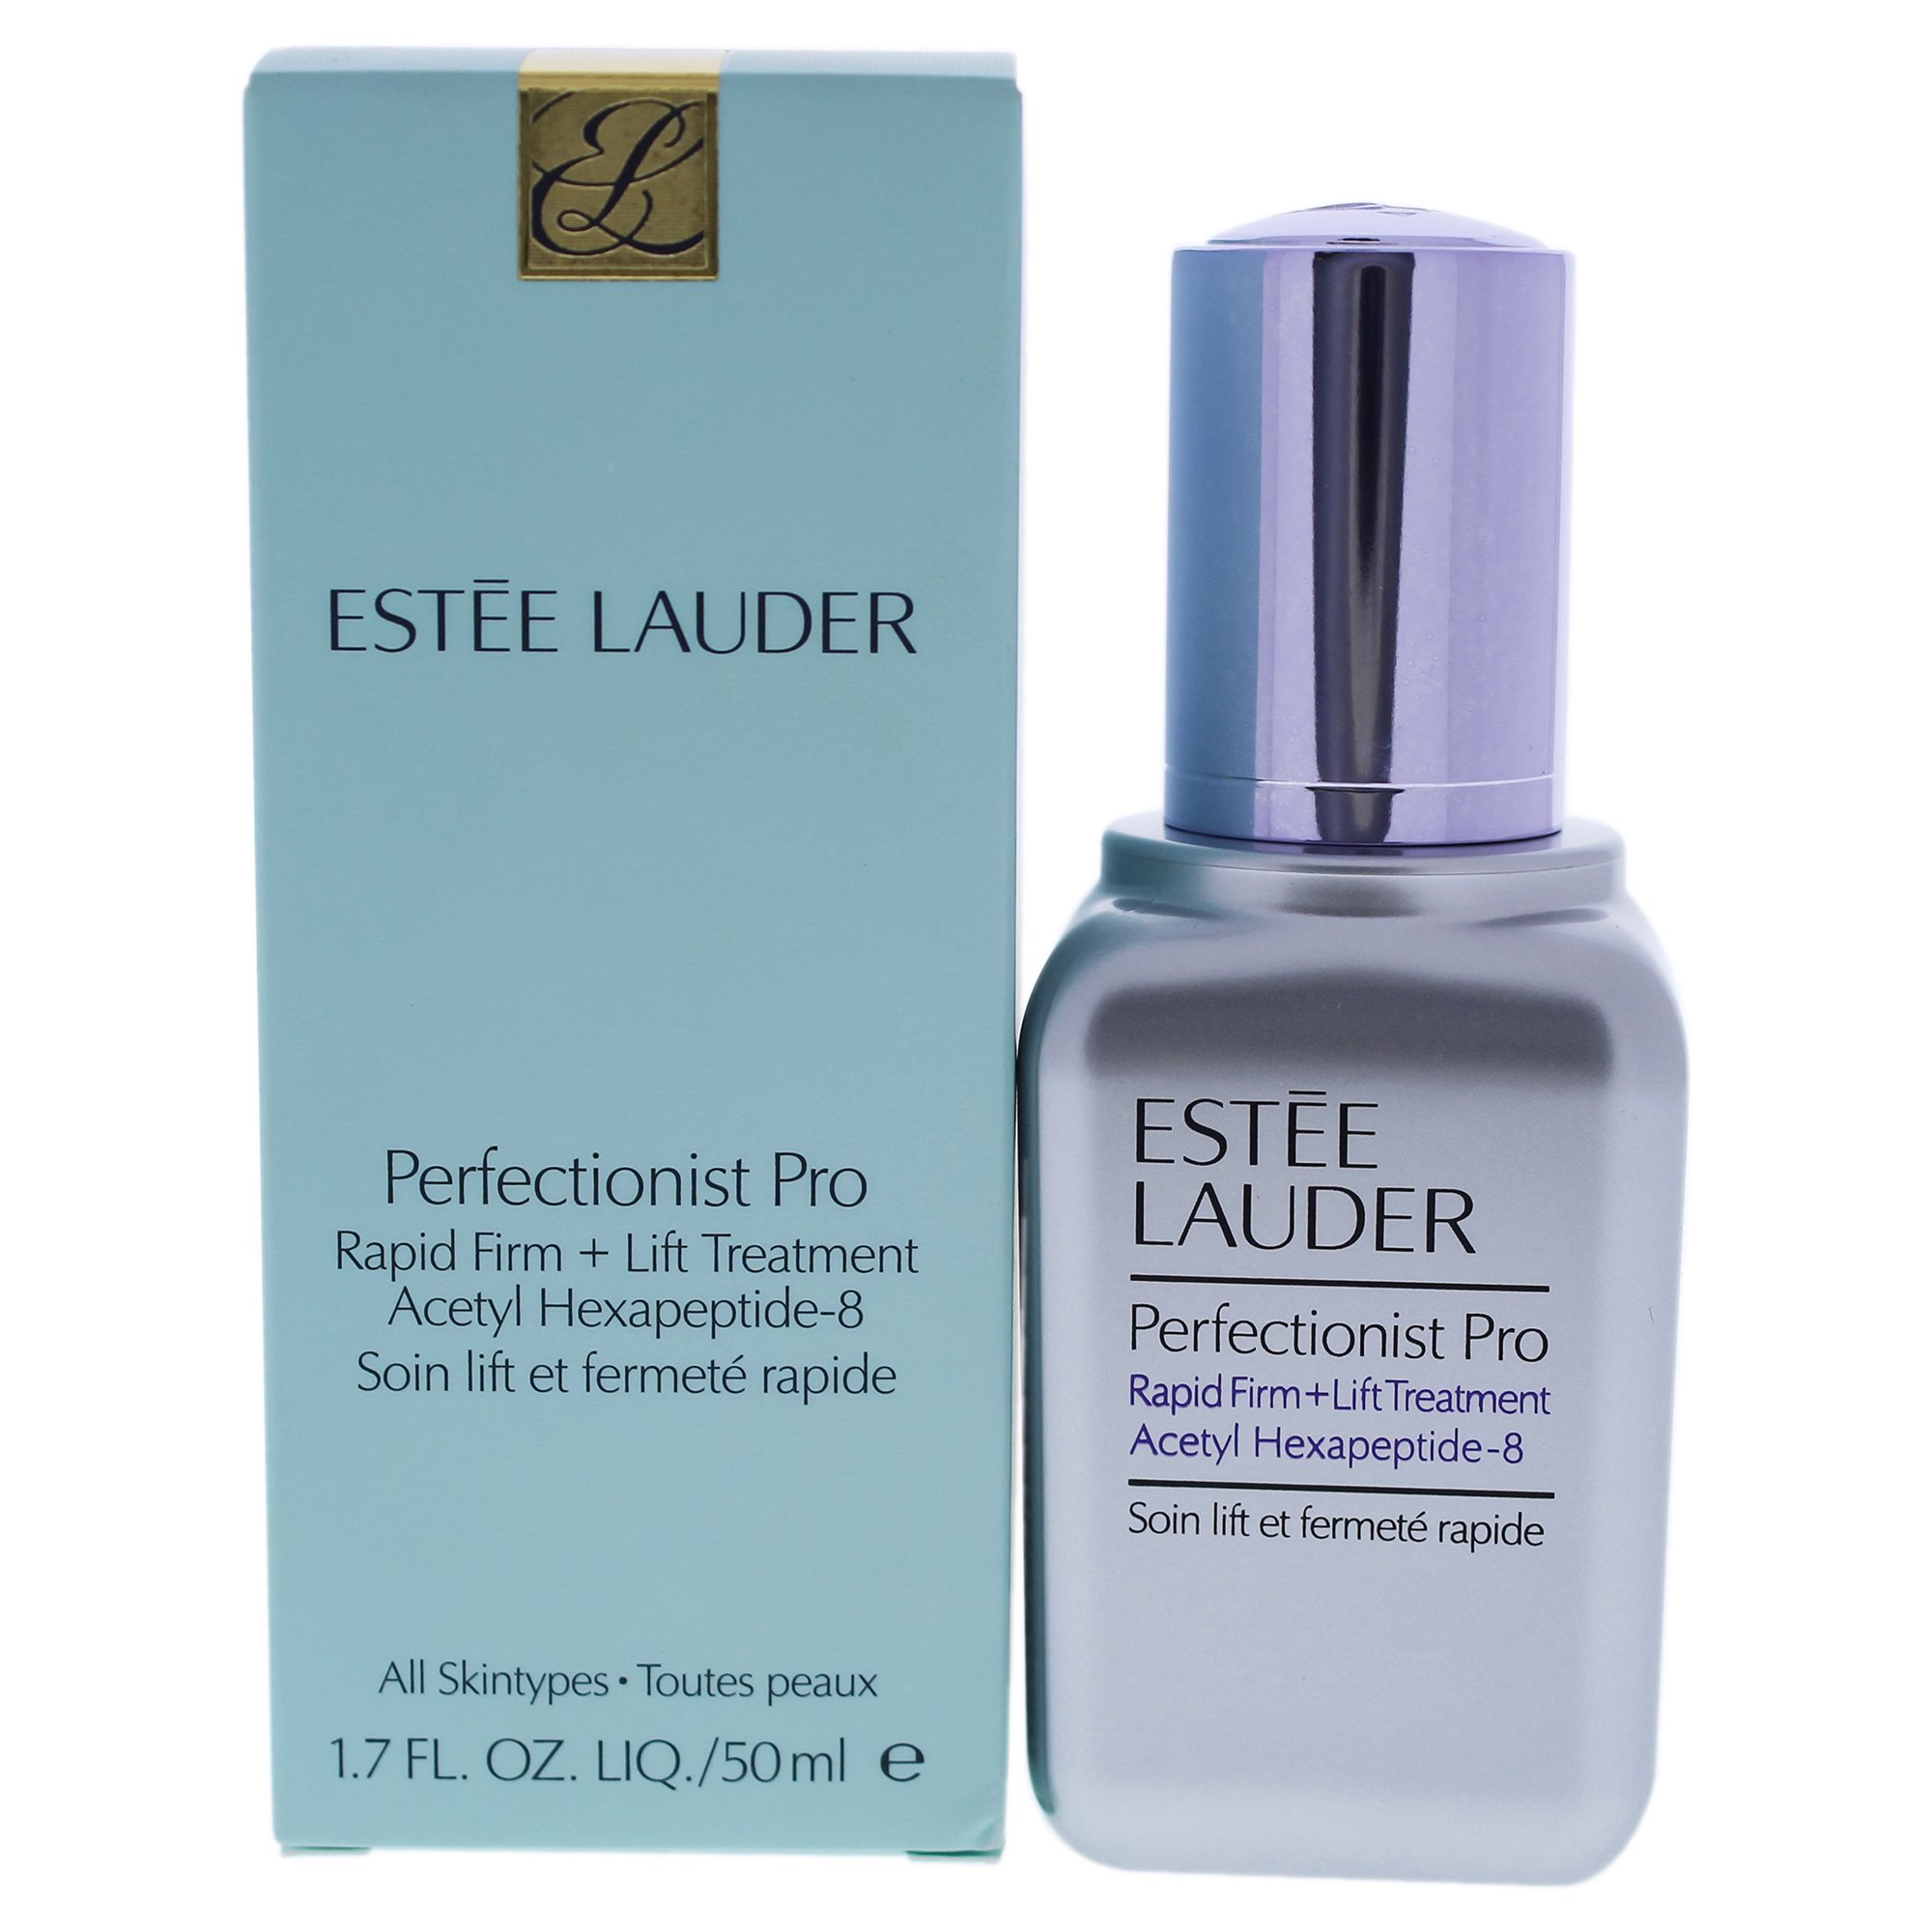 EL
ESTĒE LAUDER
Perfectionist Pro
Rapid Firm + Lift Treatment
Acetyl Hexapeptide-8
Soin lift et fermeté rapide
All Skintypes • Toutes peaux
1.7 FL. OZ. LIQ./50 ml ℮
ESTĒE
LAUDER
Perfectionist Pro
Rapid Firm+Lift Treatment
Acetyl Hexapeptide-8
Soin lift et fermeté rapide